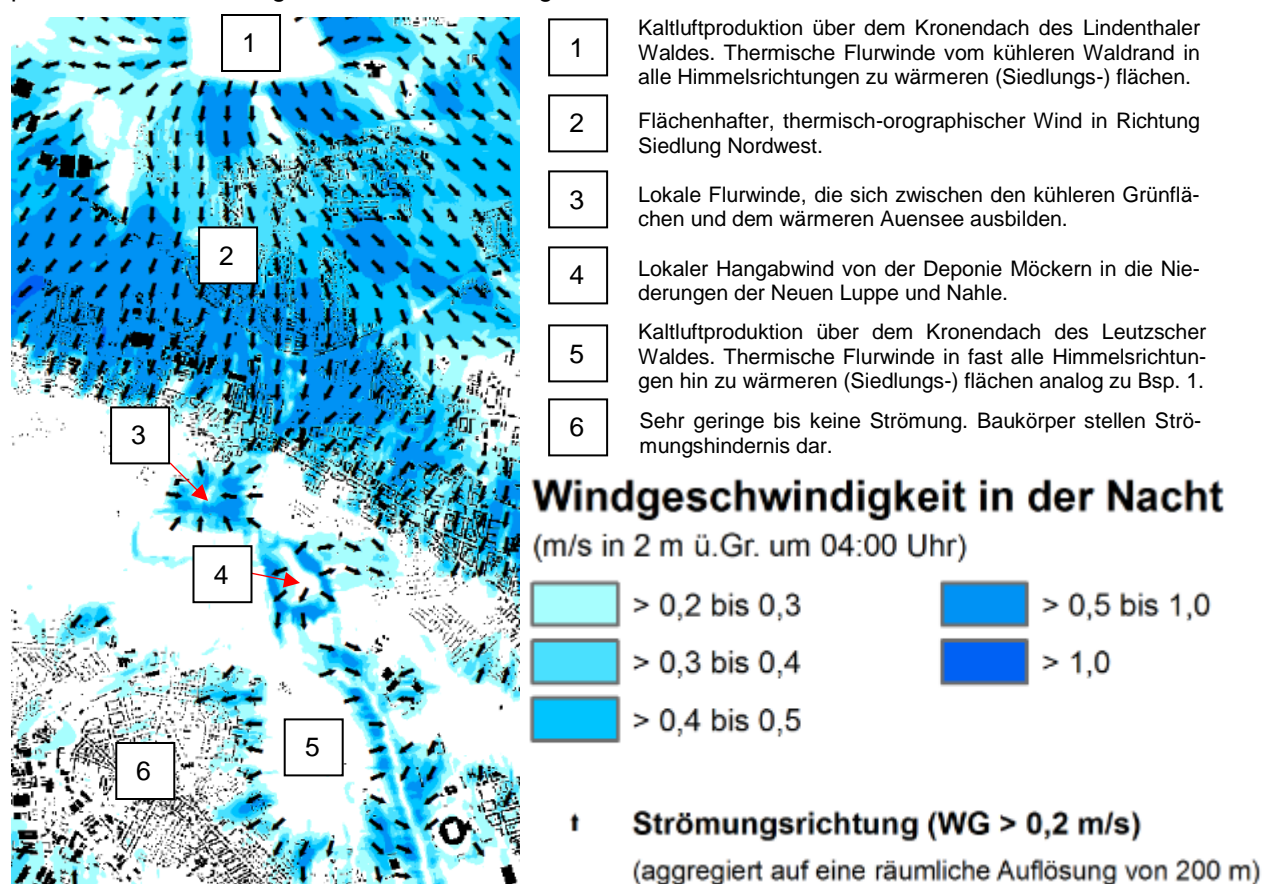 1
Kaltluftproduktion über dem Kronendach des Lindenthaler
Waldes. Thermische Flurwinde vom kühleren Waldrand in
alle Himmelsrichtungen zu wärmeren (Siedlungs-) flächen.
2
Flächenhafter, thermisch-orographischer Wind in Richtung
Siedlung Nordwest.
3
Lokale Flurwinde, die sich zwischen den kühleren Grünflä-
chen und dem wärmeren Auensee ausbilden.
4
Lokaler Hangabwind von der Deponie Möckern in die Nie-
derungen der Neuen Luppe und Nahle.
5
Kaltluftproduktion über dem Kronendach des Leutzscher
Waldes. Thermische Flurwinde in fast alle Himmelsrichtun-
gen hin zu wärmeren (Siedlungs-) flächen analog zu Bsp. 1.
6
Sehr geringe bis keine Strömung. Baukörper stellen Strö-
mungshindernis dar.
1
2
3
4
5
6
Windgeschwindigkeit in der Nacht
(m/s in 2 m ü.Gr. um 04:00 Uhr)
> 0,2 bis 0,3
> 0,3 bis 0,4
> 0,4 bis 0,5
> 0,5 bis 1,0
> 1,0
Strömungsrichtung (WG > 0,2 m/s)
(aggregiert auf eine räumliche Auflösung von 200 m)